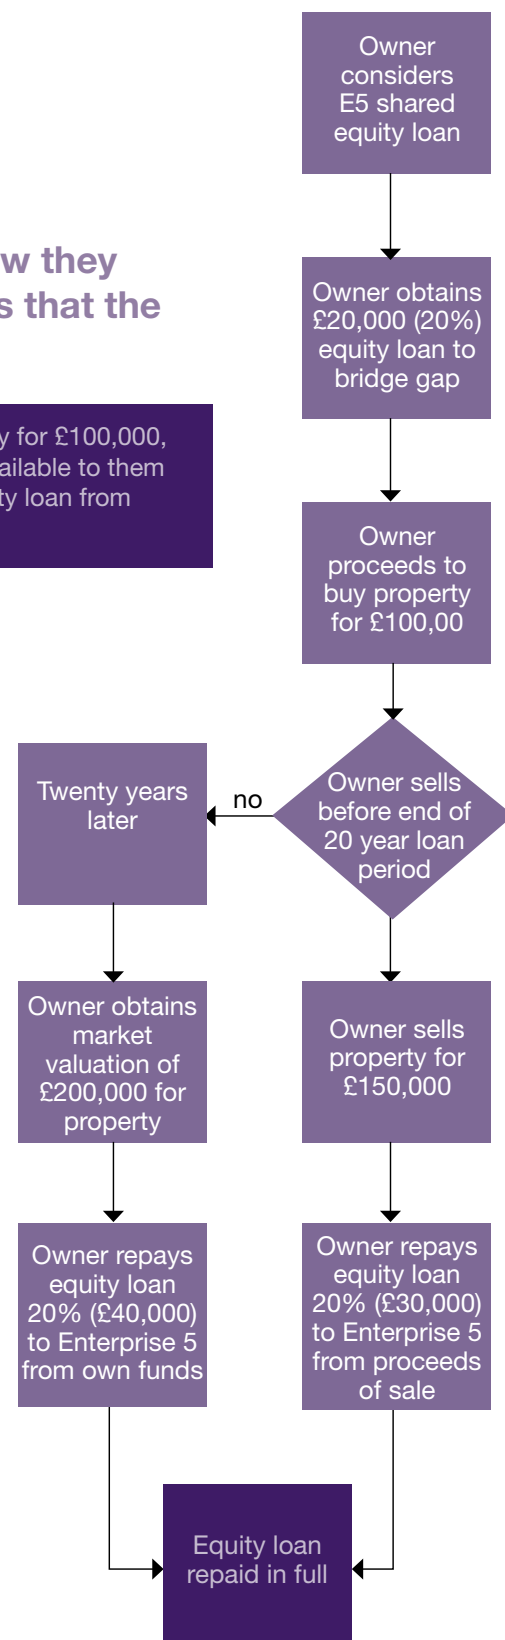 Owner
considers
E5 shared
equity loan
w they
s that the
Owner obtains
£20,000 (20%)
equity loan to
bridge gap
y for £100,000,
ailable to them
ty loan from
Owner
proceeds to
buy property
for £100,00
Twenty years
later
no
Owner sells
before end of
20 year loan
period
Owner obtains
market
valuation of
£200,000 for
property
Owner sells
property for
£150,000
Owner repays
equity loan
20% (£40,000)
to Enterprise 5
from own funds
Owner repays
equity loan
20% (£30,000)
to Enterprise 5
from proceeds
of sale
Equity loan
repaid in full